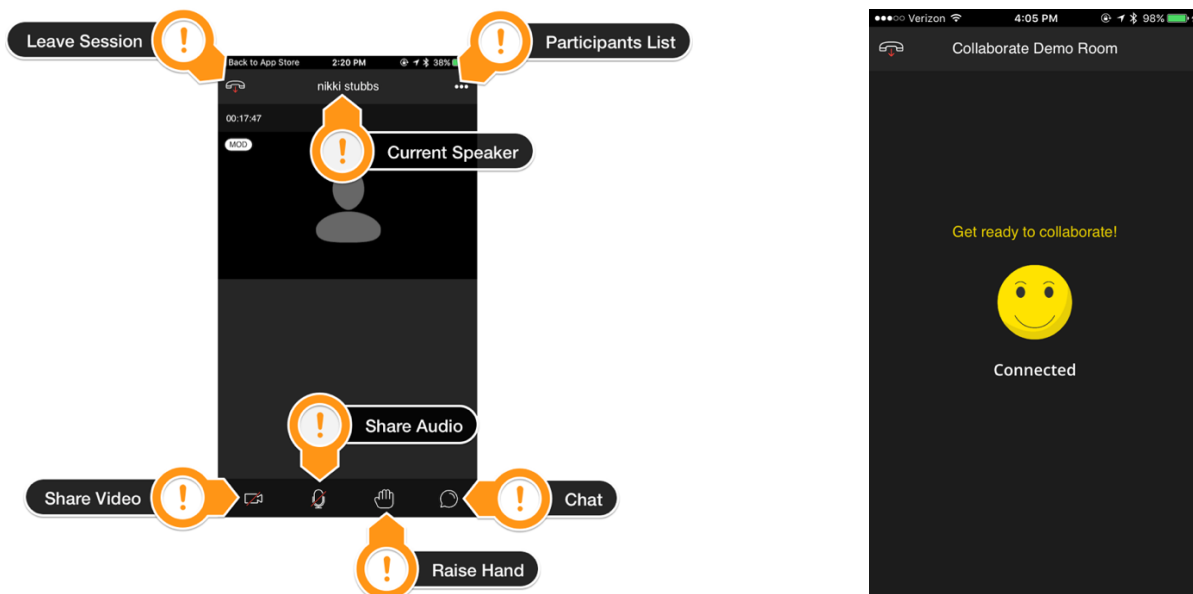 Leave Session
Participants List
Back to App Store 2:20 PM 38%
nikki stubbs
00:17:47
MOD
Current Speaker
Share Audio
Share Video
Chat
Raise Hand
Verizon 4:05 PM 98%
Collaborate Demo Room
Get ready to collaborate!
Connected